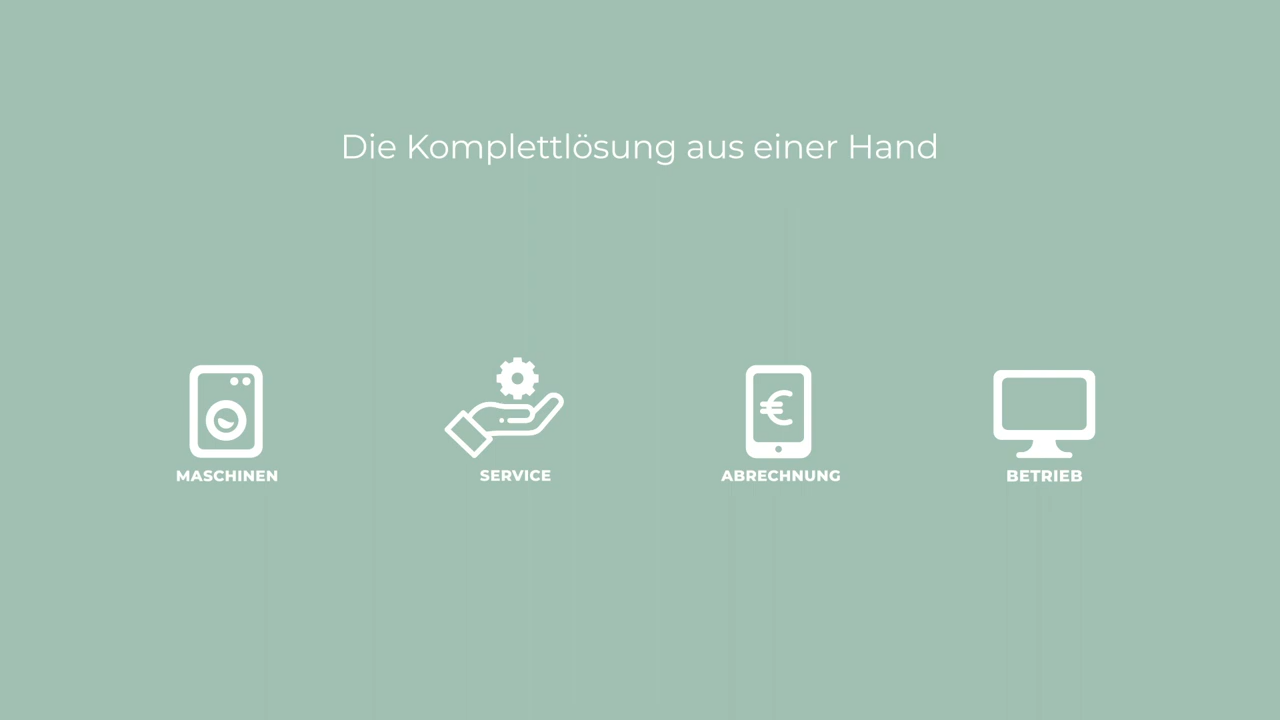 Die Komplettlösung aus einer Hand
MASCHINEN
SERVICE
€
ABRECHNUNG
BETRIEB